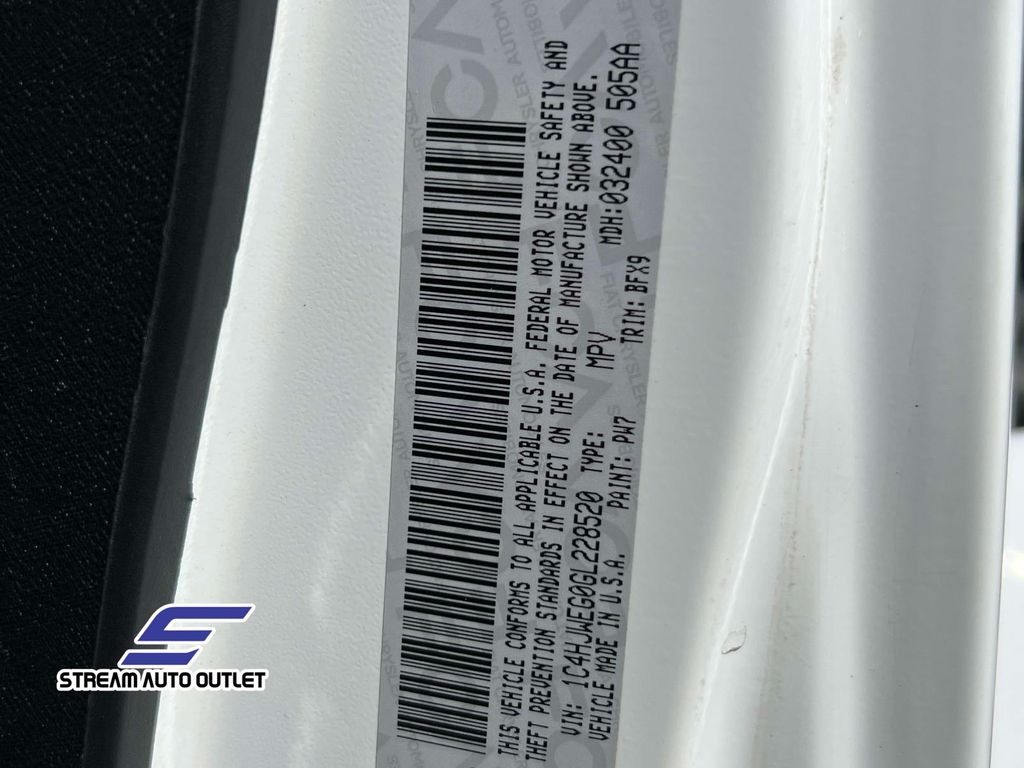 THIS VEHICLE CONFORMS TO ALL APPLICABLE U.S.A. FEDERAL MOTOR VEHICLE SAFETY AND
THEFT PREVENTION STANDARDS IN EFFECT ON THE DATE OF MANUFACTURE SHOWN ABOVE.
VIN: 1C4HJWEG0GL228520 TYPE: MPV MDH:032400 505AA
VEHICLE MADE IN U.S.A. PAINT: PW7 TRIM: BFX9
STREAM AUTO OUTLET